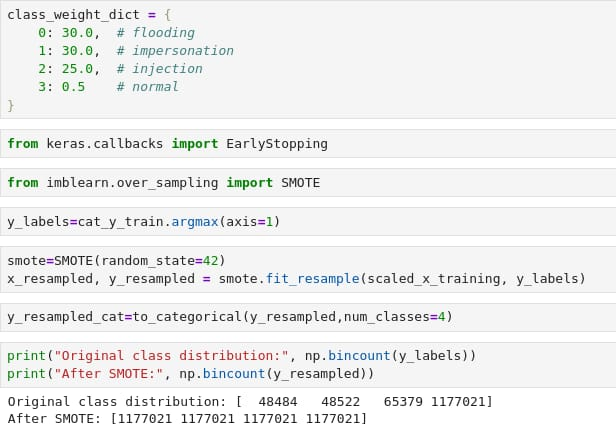 class_weight_dict = {
    0: 30.0,  # flooding
    1: 30.0,  # impersonation
    2: 25.0,  # injection
    3: 0.5    # normal
}
from keras.callbacks import EarlyStopping
from imblearn.over_sampling import SMOTE
y_labels=cat_y_train.argmax(axis=1)
smote=SMOTE(random_state=42)
x_resampled, y_resampled = smote.fit_resample(scaled_x_training, y_labels)
y_resampled_cat=to_categorical(y_resampled,num_classes=4)
print("Original class distribution:", np.bincount(y_labels))
print("After SMOTE:", np.bincount(y_resampled))
Original class distribution: [  48484   48522   65379 1177021]
After SMOTE: [1177021 1177021 1177021 1177021]